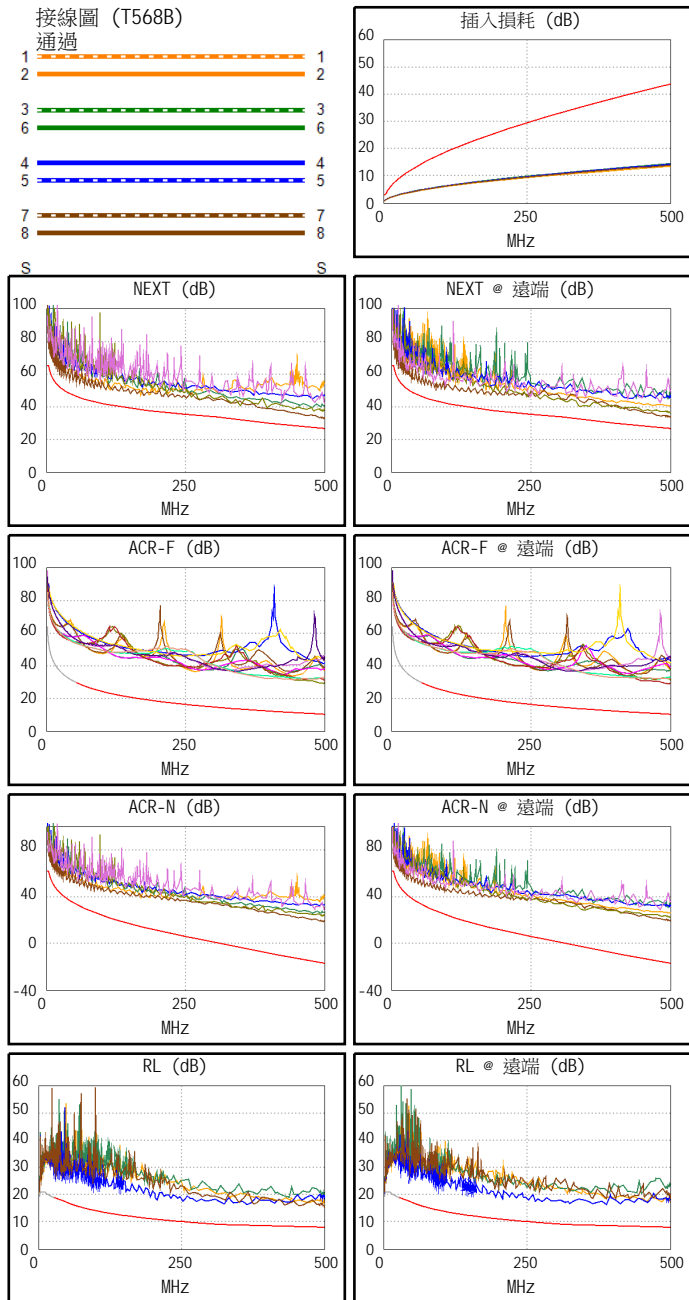 接線圖 (T568B)
通過
1 1
2 2
3 3
6 6
4 4
5 5
7 7
8 8
S S
插入損耗 (dB)
60
50
40
30
20
10
0
0 250 500
MHz
NEXT (dB)
100
80
60
40
20
0
0 250 500
MHz
NEXT @ 遠端 (dB)
100
80
60
40
20
0
0 250 500
MHz
ACR-F (dB)
100
80
60
40
20
0
0 250 500
MHz
ACR-F @ 遠端 (dB)
100
80
60
40
20
0
0 250 500
MHz
ACR-N (dB)
80
40
0
-40
0 250 500
MHz
ACR-N @ 遠端 (dB)
80
40
0
-40
0 250 500
MHz
RL (dB)
60
50
40
30
20
10
0
0 250 500
MHz
RL @ 遠端 (dB)
60
50
40
30
20
10
0
0 250 500
MHz